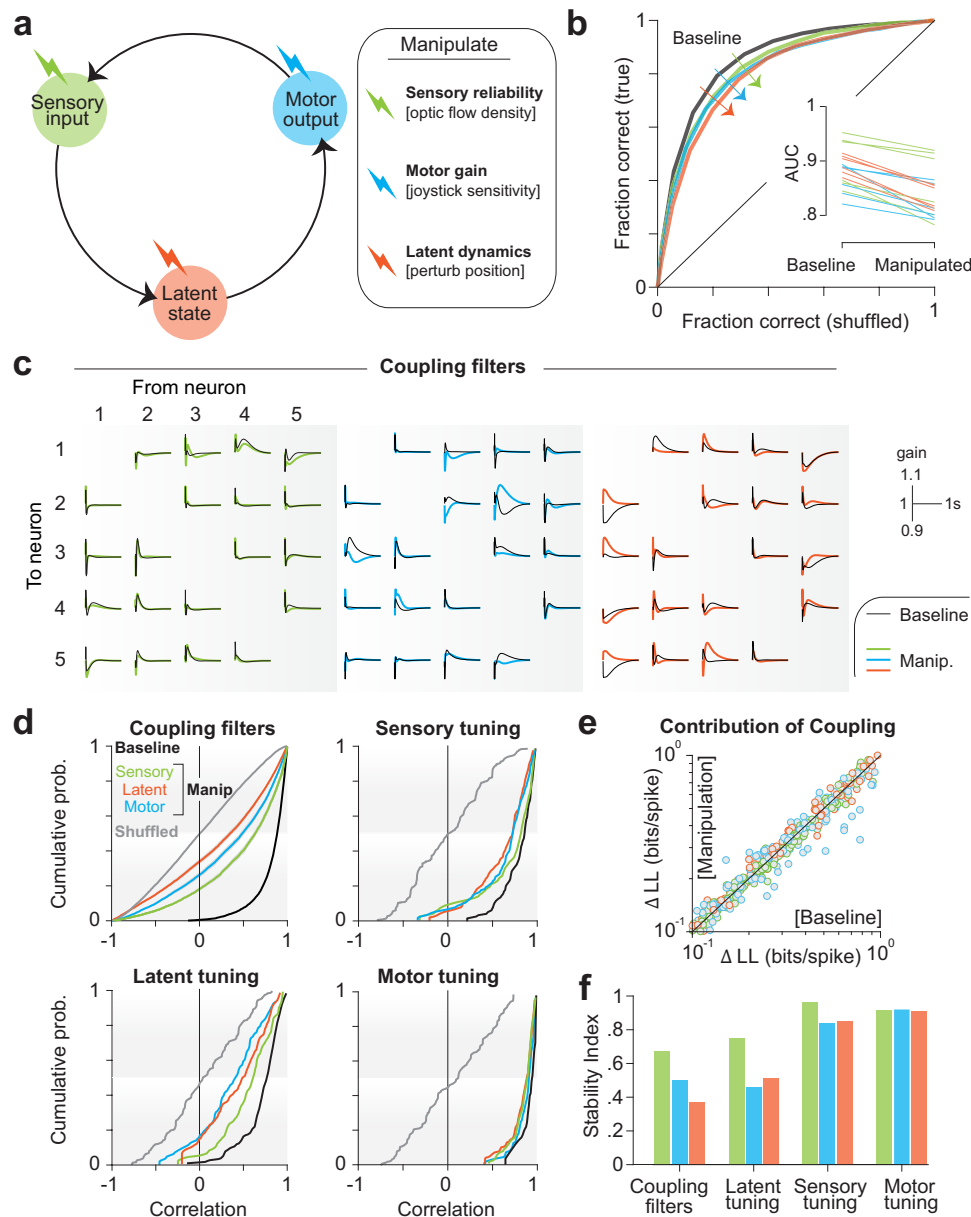 a
Sensory
input
Motor
output
Latent
state
Manipulate
Sensory reliability
[optic flow density]
Motor gain
[joystick sensitivity]
Latent dynamics
[perturb position]
b
Fraction correct (true)
1
0
0
1
Fraction correct (shuffled)
Baseline
AUC
1
.9
.8
Baseline
Manipulated
c
Coupling filters
From neuron
1 2 3 4 5
To neuron
1
2
3
4
5
gain
1.1
1
1s
0.9
Baseline
Manip.
d
Coupling filters
Cumulative prob.
1
0
-1 0 1
Baseline
Sensory
Latent
Motor
Manip
Shuffled
Sensory tuning
Cumulative prob.
1
0
-1 0 1
Latent tuning
Cumulative prob.
1
0
-1 0 1
Correlation
Motor tuning
Cumulative prob.
1
0
-1 0 1
Correlation
e
Contribution of Coupling
Δ LL (bits/spike)
[Manipulation]
10⁰
10⁻¹
[Baseline]
10⁻¹ 10⁰
Δ LL (bits/spike)
f
Stability Index
1
.8
.6
.4
.2
0
Coupling
filters
Latent
tuning
Sensory
tuning
Motor
tuning